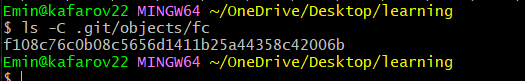 Emin@kafarov22 MINGW64 ~/OneDrive/Desktop/learning
$ ls -C .git/objects/fc
f108c76c0b08c5656d1411b25a44358c42006b
Emin@kafarov22 MINGW64 ~/OneDrive/Desktop/learning
$